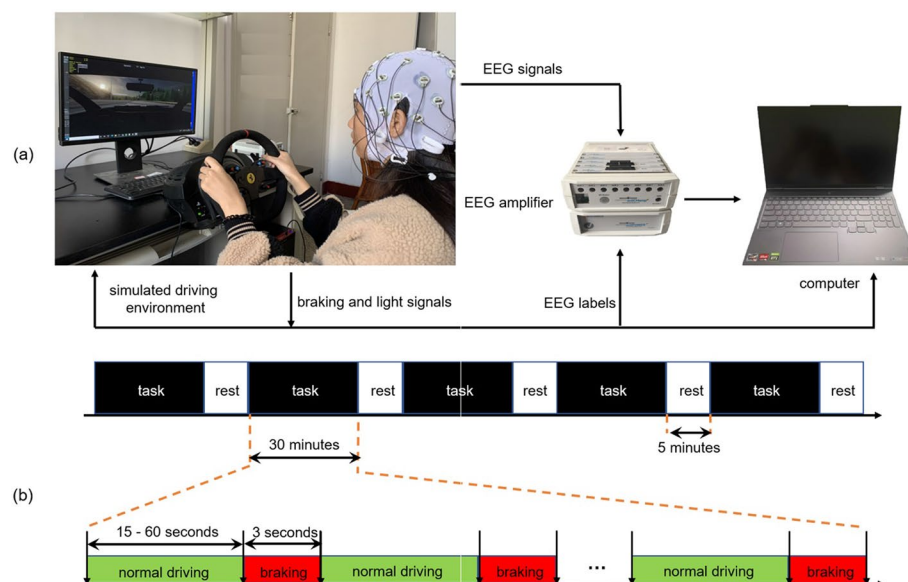 (a)
EEG signals
EEG amplifier
simulated driving
environment
braking and light signals
EEG labels
computer
task rest task rest task rest task rest task rest
30 minutes
5 minutes
(b)
15 - 60 seconds
3 seconds
normal driving braking normal driving braking ... normal driving braking